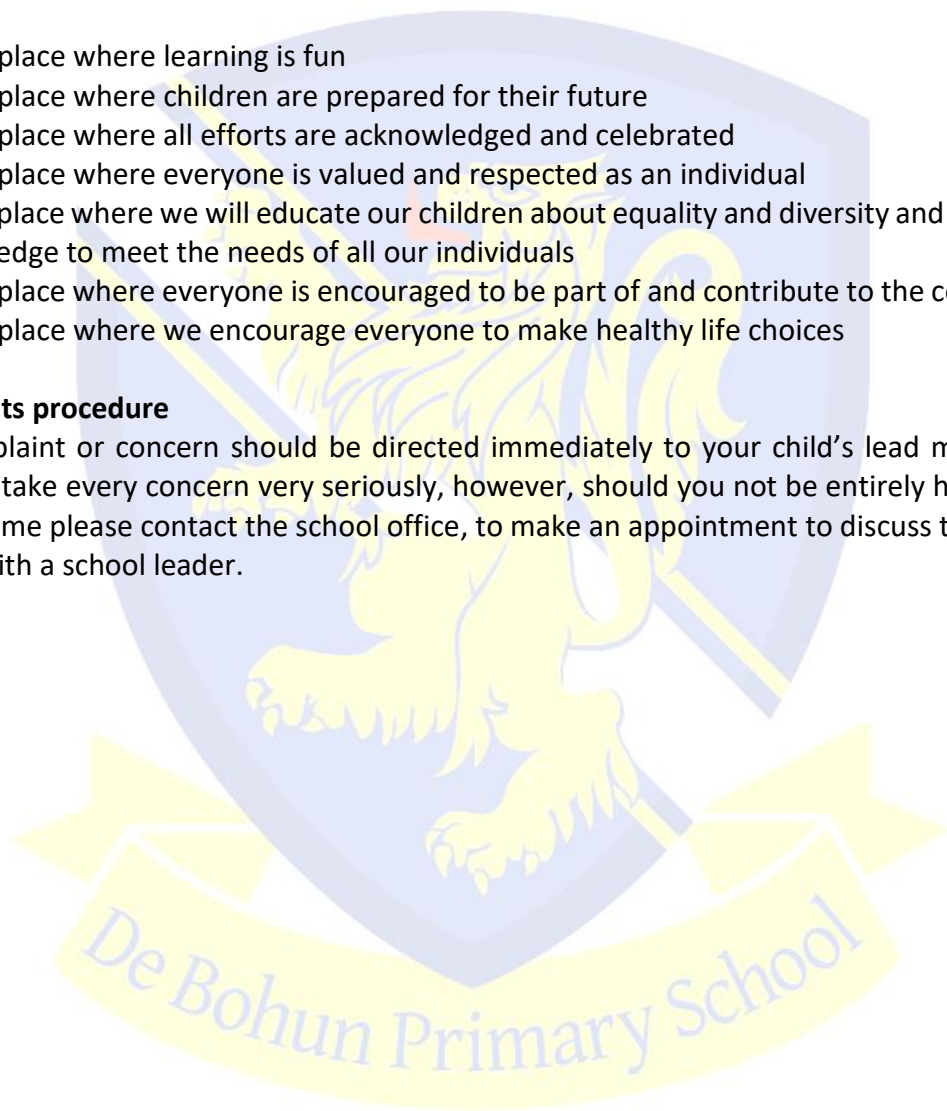 place where learning is fun
place where children are prepared for their future
place where all efforts are acknowledged and celebrated
place where everyone is valued and respected as an individual
place where we will educate our children about equality and diversity and
edge to meet the needs of all our individuals
place where everyone is encouraged to be part of and contribute to the c
place where we encourage everyone to make healthy life choices
ts procedure
plaint or concern should be directed immediately to your child's lead m
take every concern very seriously, however, should you not be entirely h
me please contact the school office, to make an appointment to discuss t
ith a school leader.
De Bohun Primary School